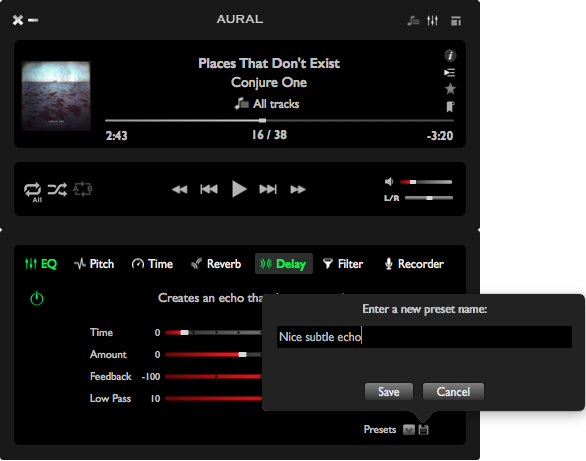 AURAL
Places That Don't Exist
Conjure One
All tracks
2:43 16 / 38 -3:20
All A B
L/R
EQ Pitch Time Reverb Delay Filter Recorder
Creates an echo
Enter a new preset name:
Nice subtle echo
Save Cancel
Time 0
Amount 0
Feedback -100
Low Pass 10
Presets